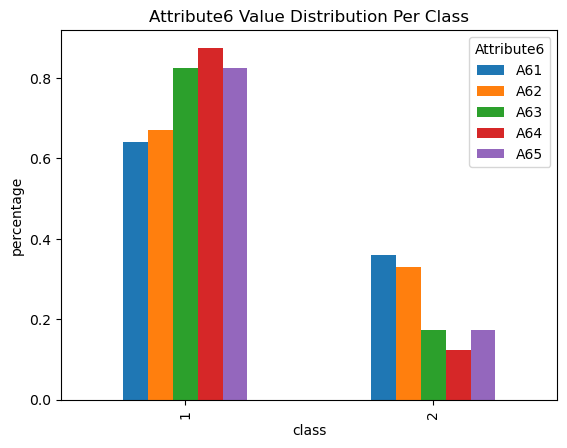 Attribute6 Value Distribution Per Class
Attribute6
A61
A62
A63
A64
A65
percentage
0.8
0.6
0.4
0.2
0.0
1
2
class